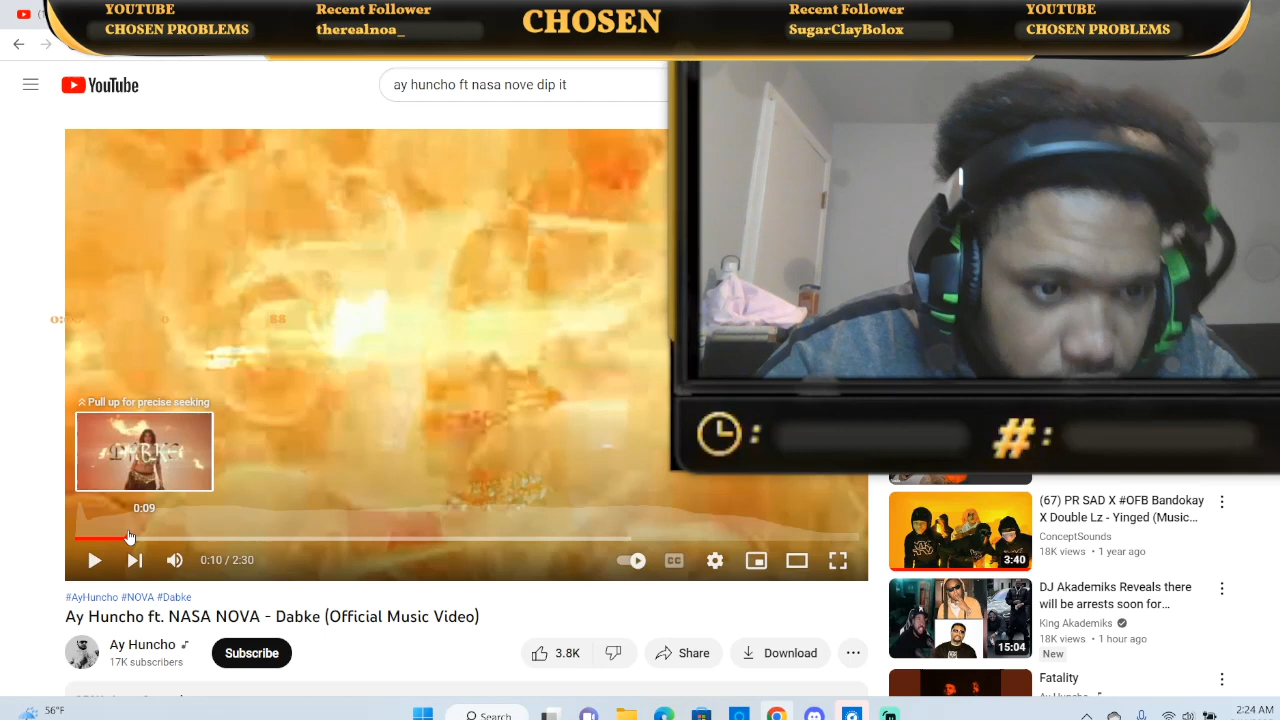 YOUTUBE
CHOSEN PROBLEMS
Recent Follower
therealnoa_
CHOSEN
Recent Follower
SugarClayBolox
YOUTUBE
CHOSEN PROBLEMS
YouTube
ay huncho ft nasa nove dip it
88
Pull up for precise seeking
DABKE
0:09
0:10 / 2:30
CC
#AyHuncho #NOVA #Dabke
Ay Huncho ft. NASA NOVA - Dabke (Official Music Video)
Ay Huncho
17K subscribers
Subscribe
3.8K
Share
Download
:
# :
(67) PR SAD X #OFB Bandokay
X Double Lz - Yinged (Music...
ConceptSounds
18K views • 1 year ago
3:40
DJ Akademiks Reveals there
will be arrests soon for...
King Akademiks
18K views • 1 hour ago
New
15:04
Fatality
Ay Huncho
56°F
Search
2:24 AM